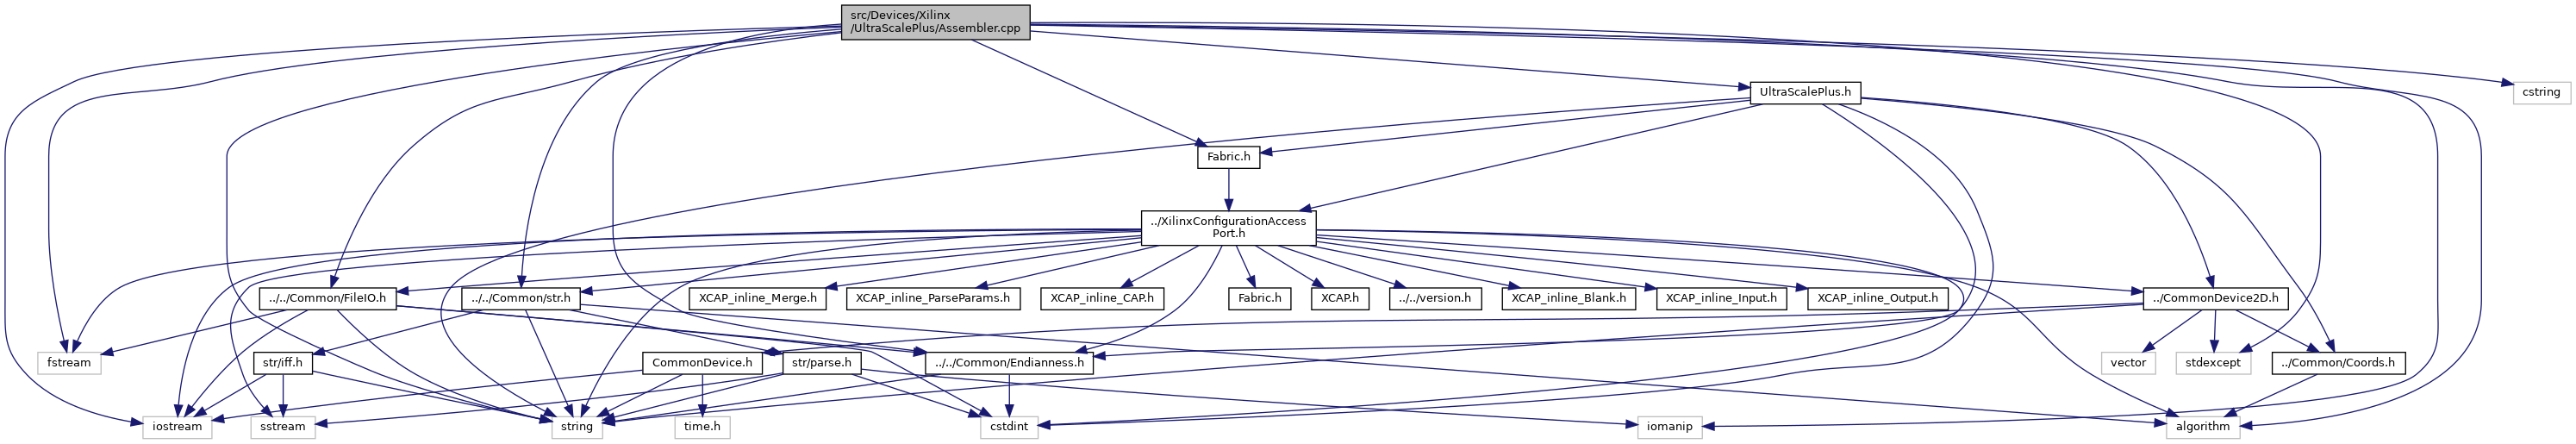 src/Devices/Xilinx
/UltraScalePlus/Assembler.cpp
UltraScalePlus.h
cstring
Fabric.h
../XilinxConfigurationAccess
Port.h
../../Common/FileIO.h
../../Common/str.h
XCAP_inline_Merge.h
XCAP_inline_ParseParams.h
XCAP_inline_CAP.h
Fabric.h
XCAP.h
../../version.h
XCAP_inline_Blank.h
XCAP_inline_Input.h
XCAP_inline_Output.h
../CommonDevice2D.h
fstream
str/iff.h
CommonDevice.h
str/parse.h
../../Common/Endianness.h
vector
stdexcept
../Common/Coords.h
iostream
sstream
string
time.h
cstdint
iomanip
algorithm